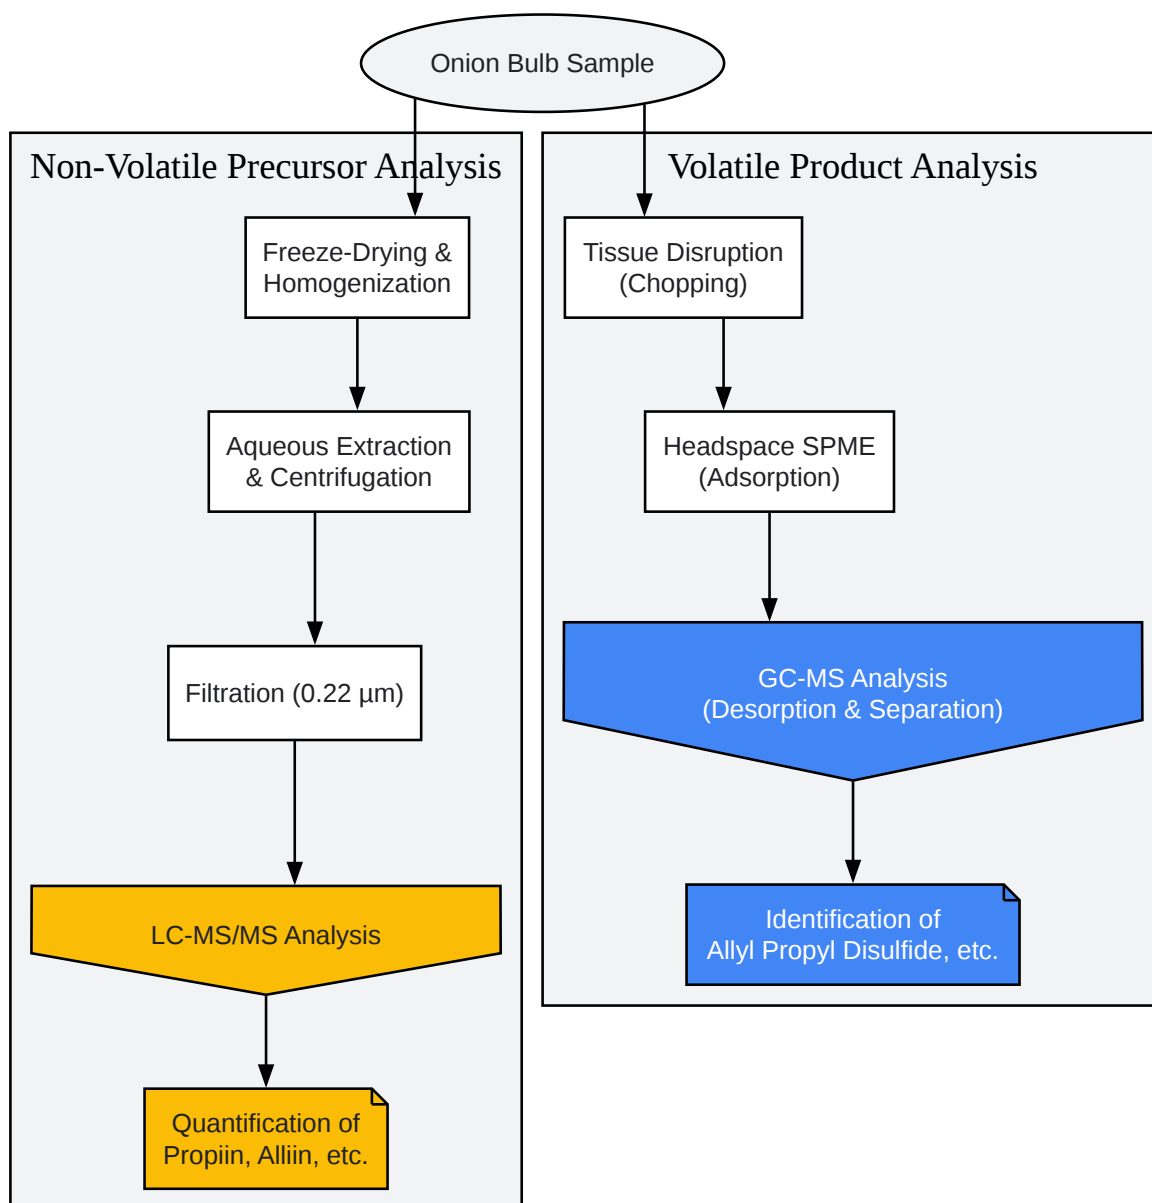 Onion Bulb Sample
Non-Volatile Precursor Analysis
Freeze-Drying &
Homogenization
Aqueous Extraction
& Centrifugation
Filtration (0.22 µm)
LC-MS/MS Analysis
Quantification of
Propiin, Alliin, etc.
Volatile Product Analysis
Tissue Disruption
(Chopping)
Headspace SPME
(Adsorption)
GC-MS Analysis
(Desorption & Separation)
Identification of
Allyl Propyl Disulfide, etc.